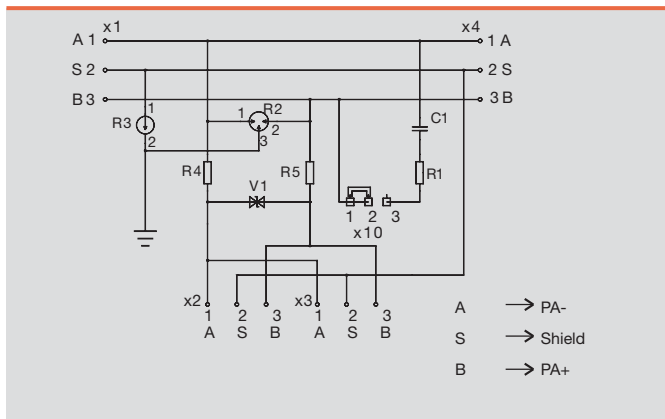 x1 x4
A 1 1 A
S 2 2 S
B 3 3 B
1 R2 C1
R3 1 2
2 3
R4 R5 R1
V1
1 2 3
x10
x2 x3
1 2 3 1 2 3
A S B A S B
A → PA-
S → Shield
B → PA+